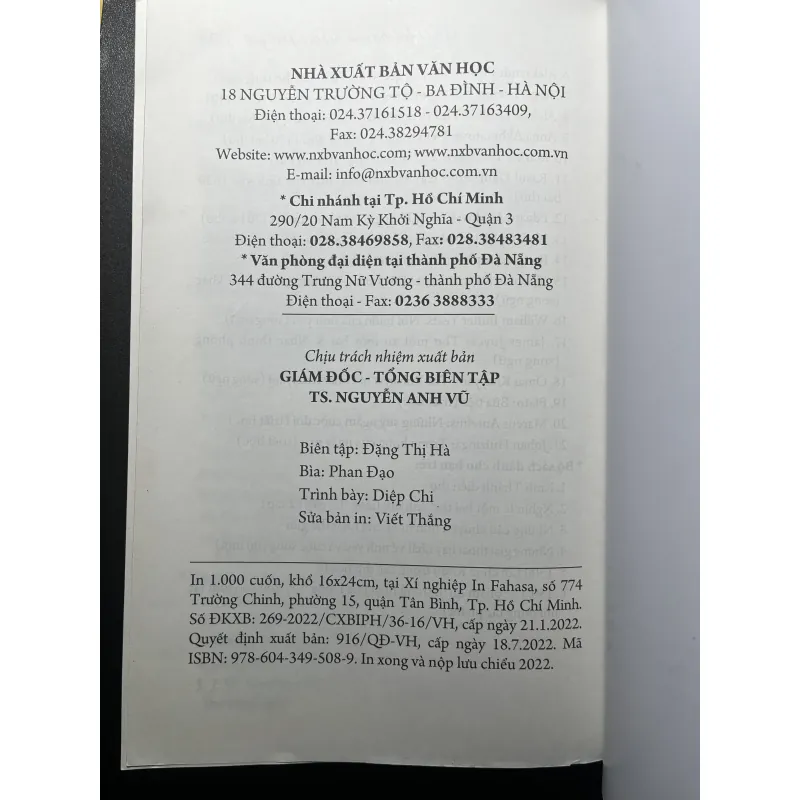 NHÀ XUẤT BẢN VĂN HỌC
18 NGUYỄN TRƯỜNG TỘ - BA ĐÌNH - HÀ NỘI
Điện thoại: 024.37161518 - 024.37163409,
Fax: 024.38294781
Website: www.nxbvanhoc.com; www.nxbvanhoc.com.vn
E-mail: info@nxbvanhoc.com.vn
* Chi nhánh tại Tp. Hồ Chí Minh
290/20 Nam Kỳ Khởi Nghĩa - Quận 3
Điện thoại: 028.38469858, Fax: 028.38483481
* Văn phòng đại diện tại thành phố Đà Nẵng
344 đường Trưng Nữ Vương - thành phố Đà Nẵng
Điện thoại - Fax: 0236 3888333
Chịu trách nhiệm xuất bản
GIÁM ĐỐC - TỔNG BIÊN TẬP
TS. NGUYỄN ANH VŨ
Biên tập: Đặng Thị Hà
Bìa: Phan Đạo
Trình bày: Diệp Chi
Sửa bản in: Viết Thắng
In 1.000 cuốn, khổ 16x24cm, tại Xí nghiệp In Fahasa, số 774
Trường Chinh, phường 15, quận Tân Bình, Tp. Hồ Chí Minh.
Số ĐKXB: 269-2022/CXBIPH/36-16/VH, cấp ngày 21.1.2022.
Quyết định xuất bản: 916/QĐ-VH, cấp ngày 18.7.2022. Mã
ISBN: 978-604-349-508-9. In xong và nộp lưu chiểu 2022.